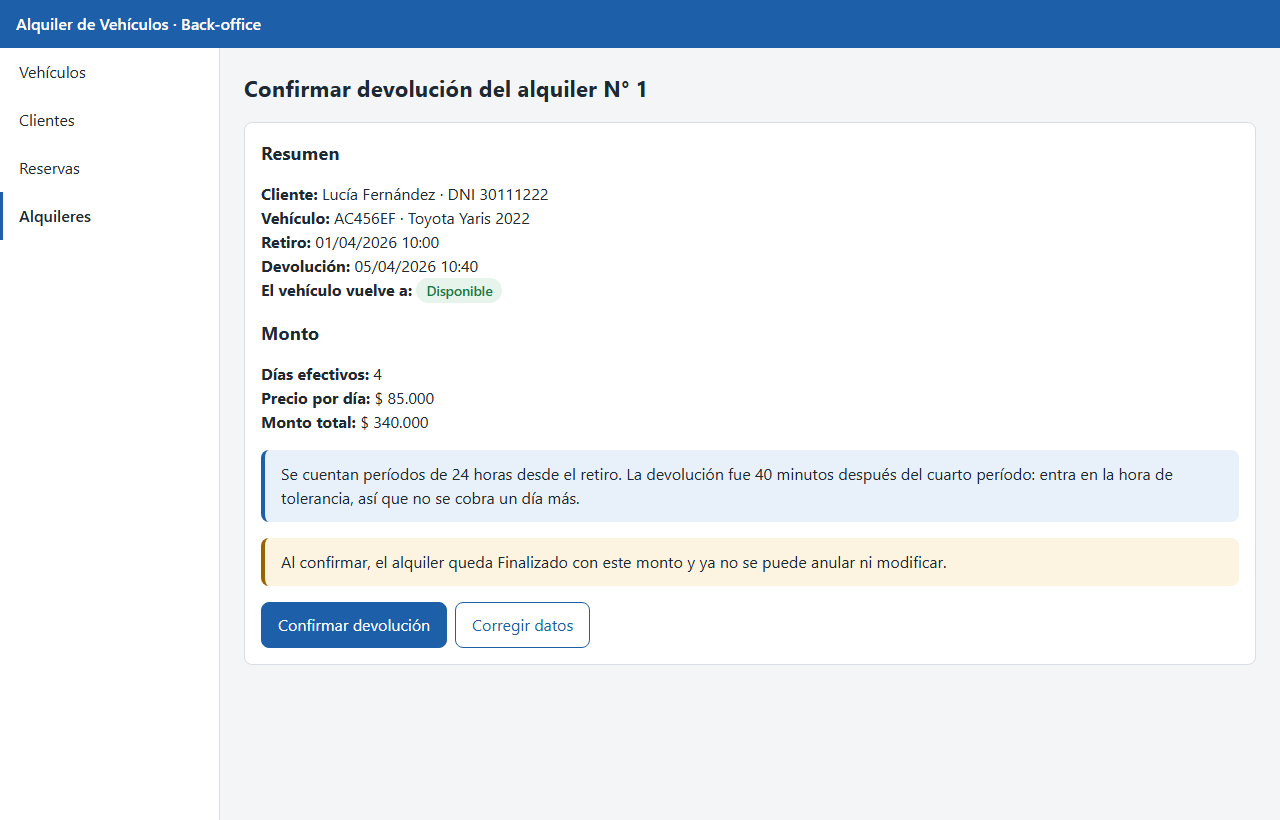 Alquiler de Vehículos · Back-office
Vehículos
Clientes
Reservas
Alquileres
Confirmar devolución del alquiler N° 1
Resumen
Cliente: Lucía Fernández · DNI 30111222
Vehículo: AC456EF · Toyota Yaris 2022
Retiro: 01/04/2026 10:00
Devolución: 05/04/2026 10:40
El vehículo vuelve a: Disponible
Monto
Días efectivos: 4
Precio por día: $ 85.000
Monto total: $ 340.000
Se cuentan períodos de 24 horas desde el retiro. La devolución fue 40 minutos después del cuarto período: entra en la hora de
tolerancia, así que no se cobra un día más.
Al confirmar, el alquiler queda Finalizado con este monto y ya no se puede anular ni modificar.
Confirmar devolución
Corregir datos